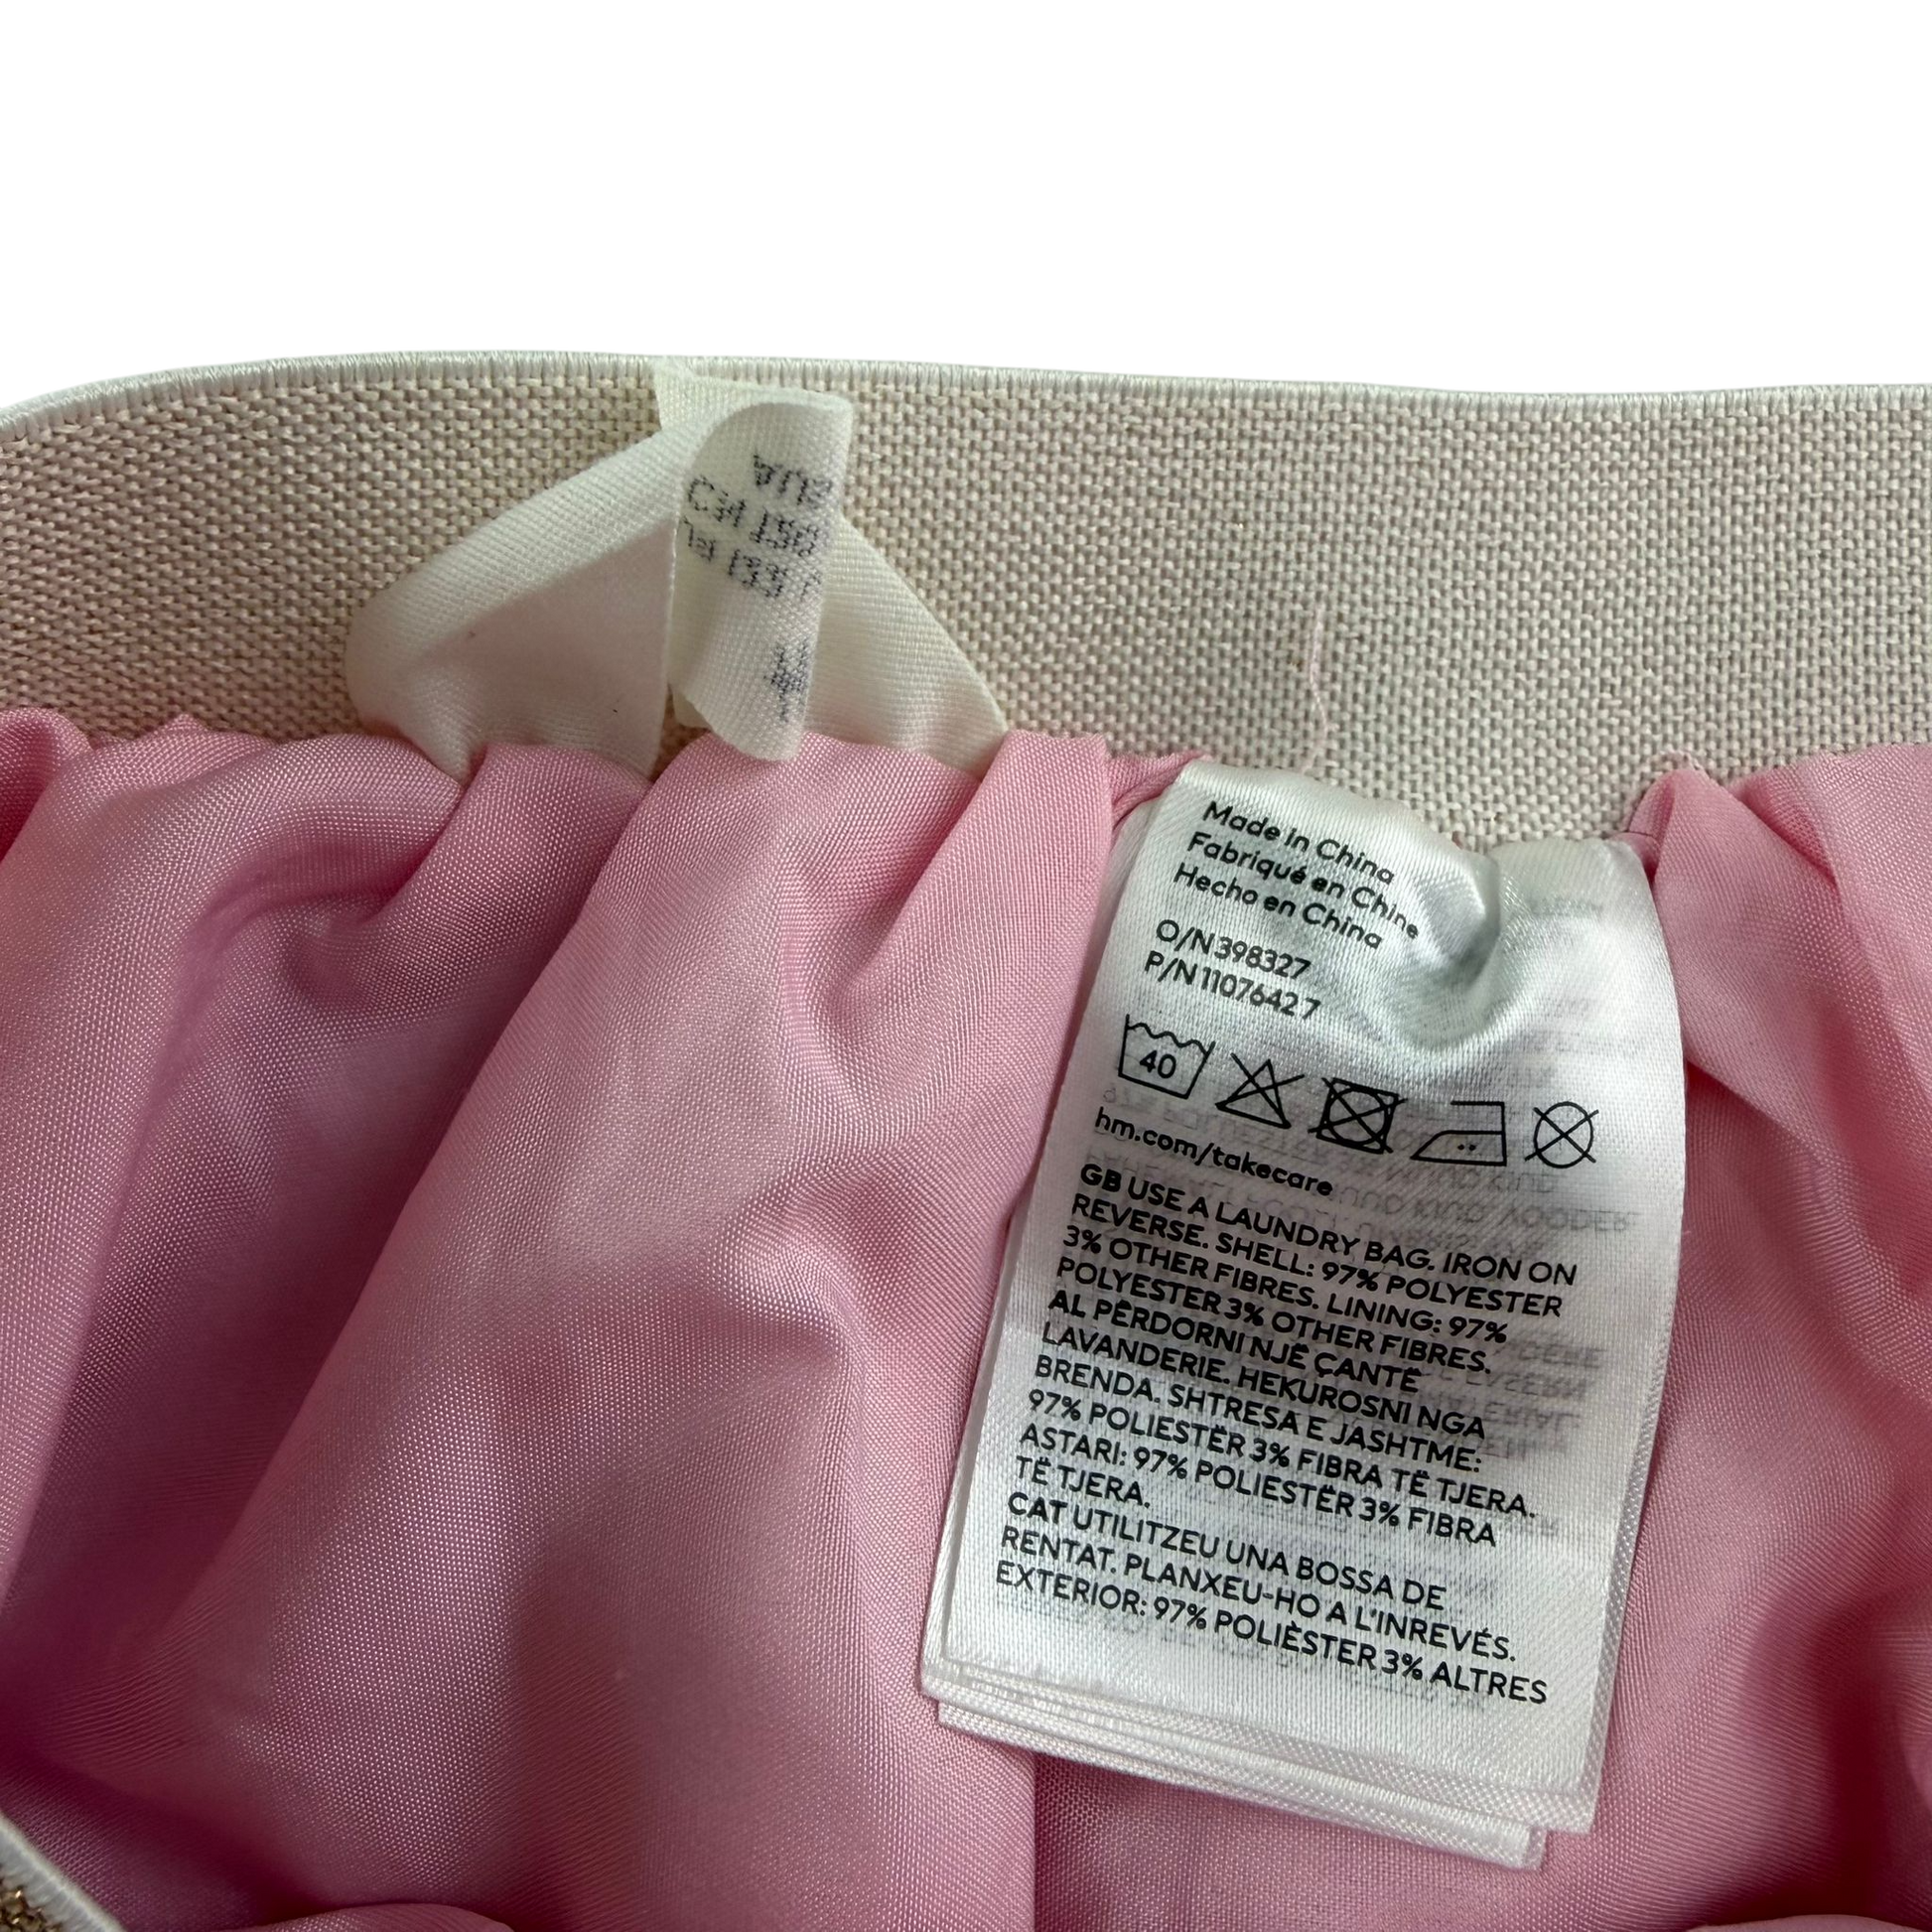 Made in China
Fabriqué en Chine
Hecho en China
O/N 398327
P/N 11076427
40
hm.com/takecare
GB USE A LAUNDRY BAG. IRON ON
REVERSE. SHELL: 97% POLYESTER
3% OTHER FIBRES. LINING: 97%
POLYESTER 3% OTHER FIBRES.
AL PËRDORNI NJË ÇANTË
LAVANDERIE. HEKUROSNI NGA
BRENDA. SHTRESA E JASHTME:
97% POLIESTËR 3% FIBRA TË TJERA.
ASTARI: 97% POLIESTËR 3% FIBRA
TË TJERA.
CAT UTILITZEU UNA BOSSA DE
RENTAT. PLANXEU-HO A L'INREVÉS.
EXTERIOR: 97% POLIÈSTER 3% ALTRES